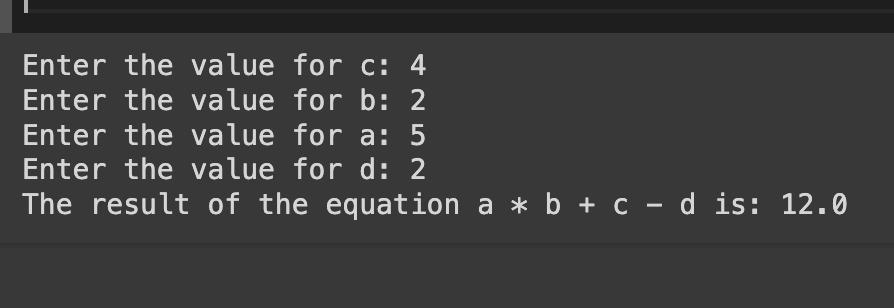 Enter the value for c: 4
Enter the value for b: 2
Enter the value for a: 5
Enter the value for d: 2
The result of the equation a * b + c - d is: 12.0